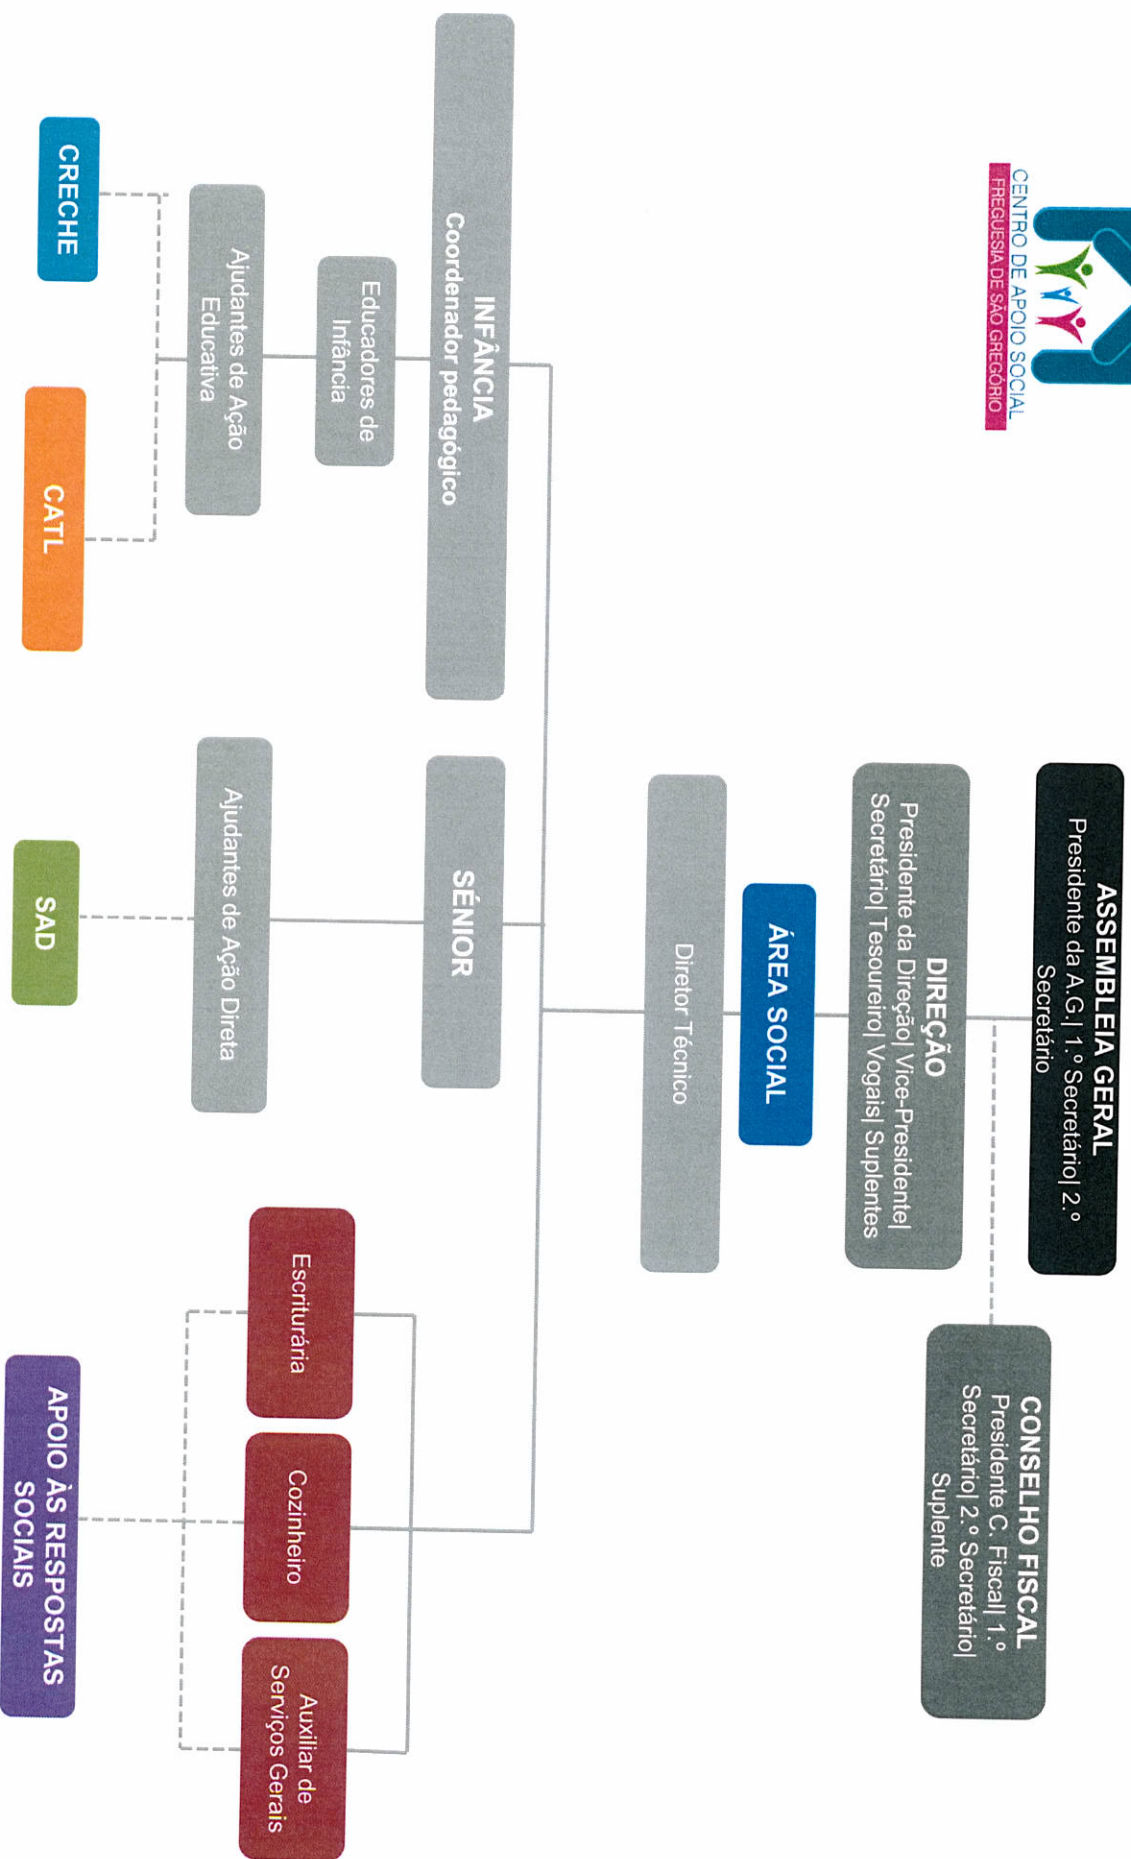 CENTRO DE APOIO SOCIAL
FREGUESIA DE SÃO GREGÓRIO
ASSEMBLEIA GERAL
Presidente da A.G.| 1.º Secretário| 2.º
Secretário
CONSELHO FISCAL
Presidente C. Fiscal| 1.º
Secretário| 2.º Secretário|
Suplente
DIREÇÃO
Presidente da Direção| Vice-Presidente|
Secretário| Tesoureiro| Vogais| Suplentes
ÁREA SOCIAL
Diretor Técnico
INFÂNCIA
Coordenador pedagógico
SÉNIOR
Educadores de
Infância
Ajudantes de Ação
Educativa
Ajudantes de Ação Direta
Escriturária
Cozinheiro
Auxiliar de
Serviços Gerais
CRECHE
CATL
SAD
APOIO ÀS RESPOSTAS
SOCIAIS